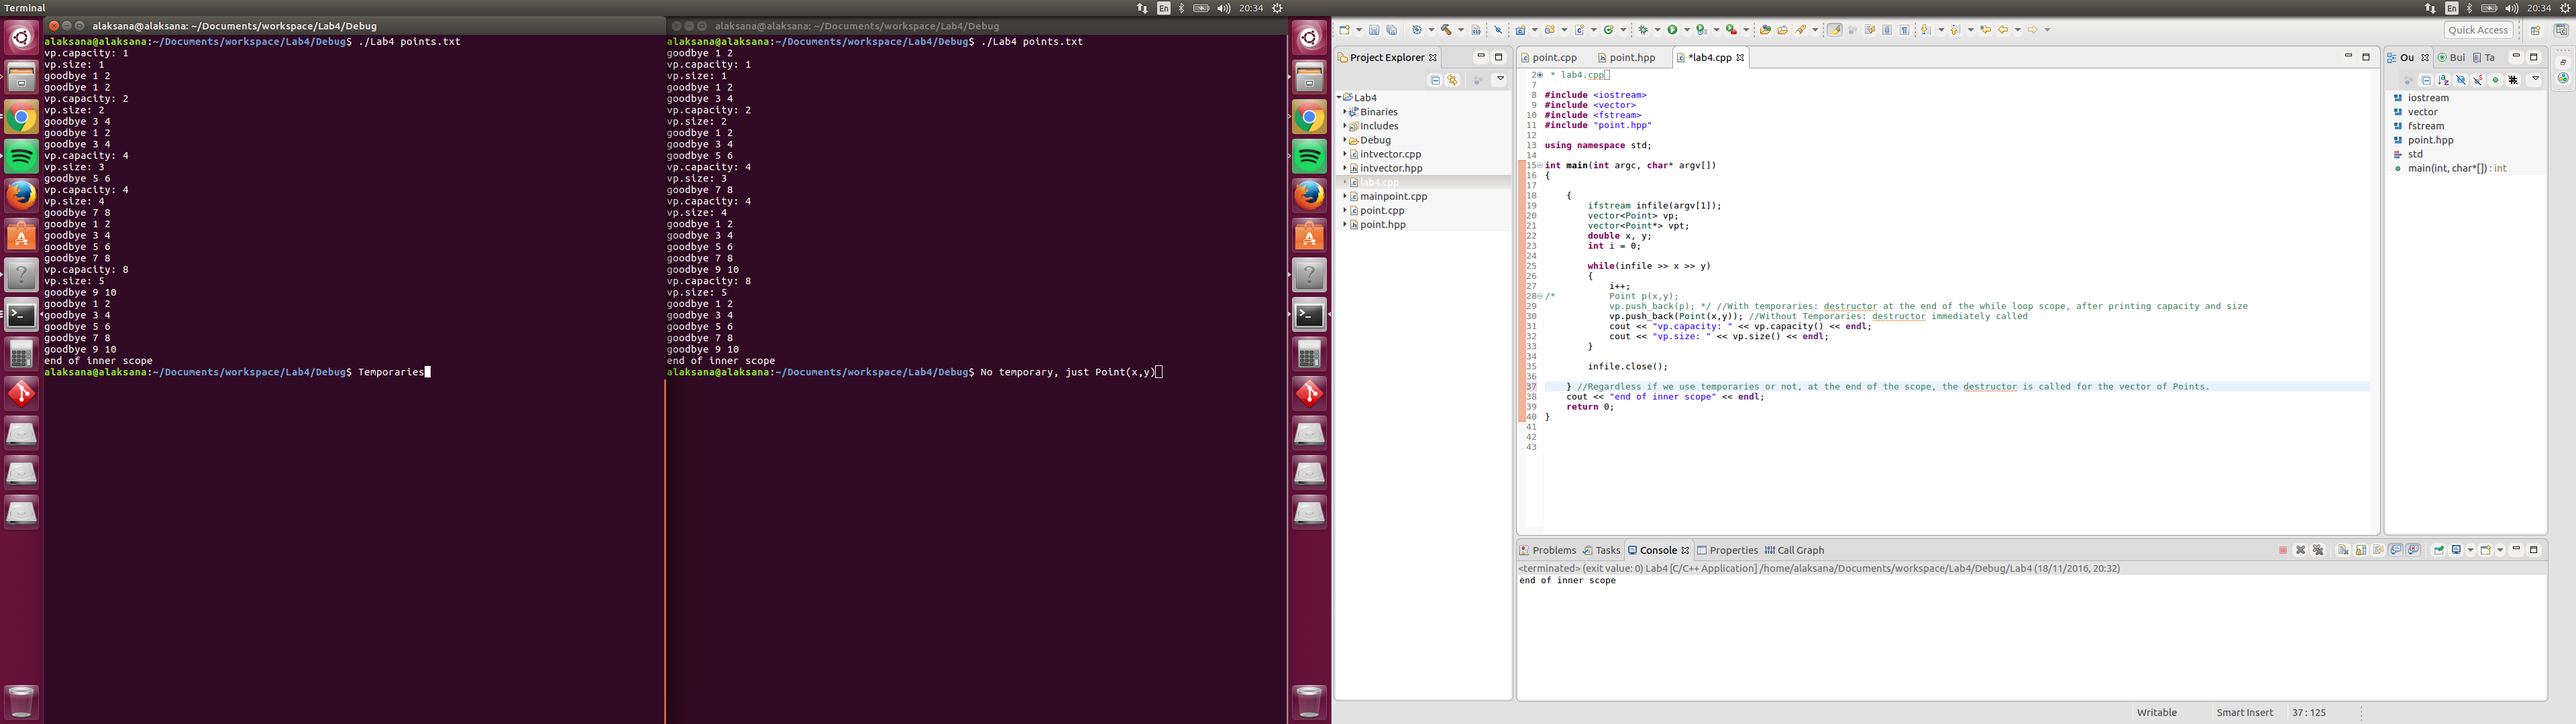 Terminal
En
20:34
En
20:34
alaksana@alaksana: ~/Documents/workspace/Lab4/Debug
alaksana@alaksana:~/Documents/workspace/Lab4/Debug$ ./Lab4 points.txt
vp.capacity: 1
vp.size: 1
goodbye 1 2
goodbye 1 2
vp.capacity: 2
vp.size: 2
goodbye 3 4
goodbye 1 2
goodbye 3 4
vp.capacity: 4
vp.size: 3
goodbye 5 6
vp.capacity: 4
vp.size: 4
goodbye 7 8
goodbye 1 2
goodbye 3 4
goodbye 5 6
goodbye 7 8
vp.capacity: 8
vp.size: 5
goodbye 9 10
goodbye 1 2
goodbye 3 4
goodbye 5 6
goodbye 7 8
goodbye 9 10
end of inner scope
alaksana@alaksana:~/Documents/workspace/Lab4/Debug$ Temporaries
alaksana@alaksana: ~/Documents/workspace/Lab4/Debug
alaksana@alaksana:~/Documents/workspace/Lab4/Debug$ ./Lab4 points.txt
goodbye 1 2
vp.capacity: 1
vp.size: 1
goodbye 1 2
goodbye 3 4
vp.capacity: 2
vp.size: 2
goodbye 1 2
goodbye 3 4
goodbye 5 6
vp.capacity: 4
vp.size: 3
goodbye 7 8
vp.capacity: 4
vp.size: 4
goodbye 1 2
goodbye 3 4
goodbye 5 6
goodbye 7 8
goodbye 9 10
vp.capacity: 8
vp.size: 5
goodbye 1 2
goodbye 3 4
goodbye 5 6
goodbye 7 8
goodbye 9 10
end of inner scope
alaksana@alaksana:~/Documents/workspace/Lab4/Debug$ No temporary, just Point(x,y)
Quick Access
Project Explorer
Lab4
Binaries
Includes
Debug
intvector.cpp
intvector.hpp
lab4.cpp
mainpoint.cpp
point.cpp
point.hpp
point.cpp
point.hpp
*lab4.cpp
2 * lab4.cpp
7
8 #include <iostream>
9 #include <vector>
10 #include <fstream>
11 #include "point.hpp"
12
13 using namespace std;
14
15 int main(int argc, char* argv[])
16 {
17
18 {
19 ifstream infile(argv[1]);
20 vector<Point> vp;
21 vector<Point*> vpt;
22 double x, y;
23 int i = 0;
24
25 while(infile >> x >> y)
26 {
27 i++;
28 /* Point p(x,y);
29 vp.push_back(p); */ //With temporaries: destructor at the end of the while loop scope, after printing capacity and size
30 vp.push_back(Point(x,y)); //Without Temporaries: destructor immediately called
31 cout << "vp.capacity: " << vp.capacity() << endl;
32 cout << "vp.size: " << vp.size() << endl;
33 }
34
35 infile.close();
36
37 } //Regardless if we use temporaries or not, at the end of the scope, the destructor is called for the vector of Points.
38 cout << "end of inner scope" << endl;
39 return 0;
40 }
41
42
43
Ou
Bui
Ta
iostream
vector
fstream
point.hpp
std
main(int, char*[]) : int
Problems
Tasks
Console
Properties
Call Graph
<terminated> (exit value: 0) Lab4 [C/C++ Application] /home/alaksana/Documents/workspace/Lab4/Debug/Lab4 (18/11/2016, 20:32)
end of inner scope
Writable
Smart Insert
37 : 125